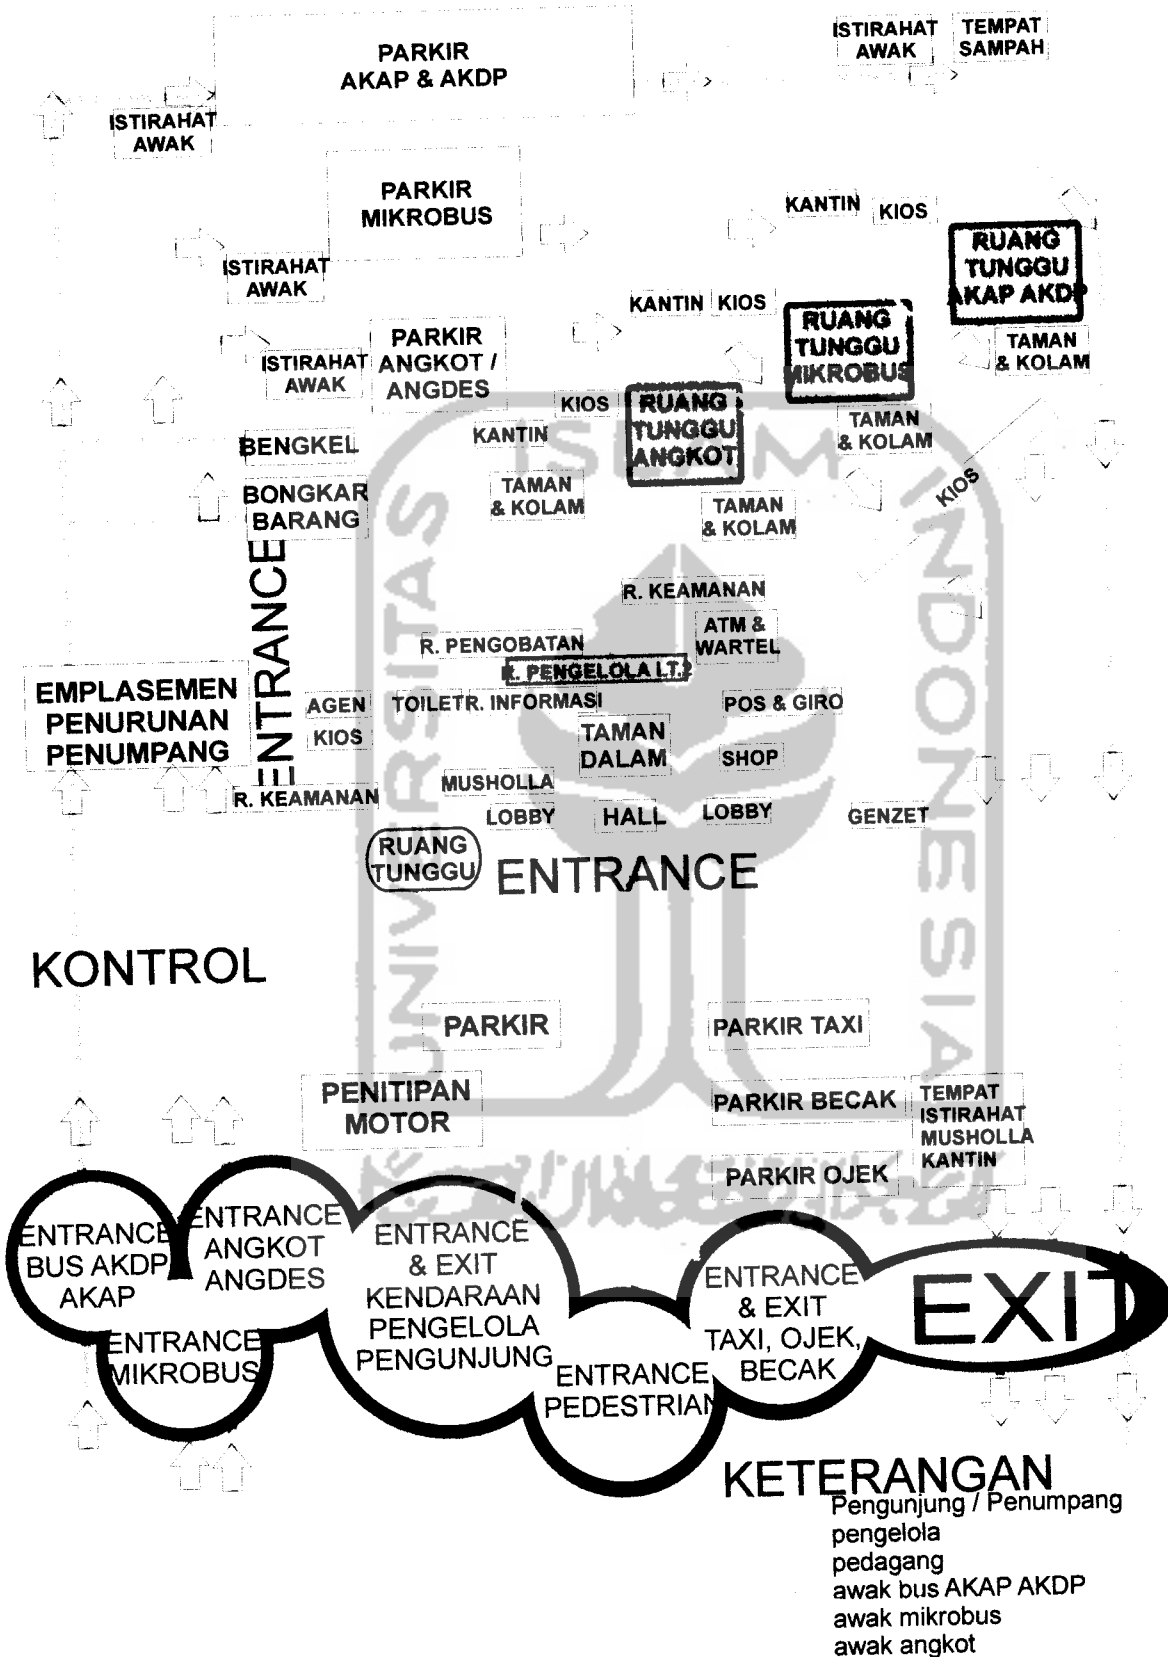 PARKIR
AKAP & AKDP
ISTIRAHAT
AWAK
TEMPAT
SAMPAH
ISTIRAHAT
AWAK
PARKIR
MIKROBUS
KANTIN
KIOS
RUANG
TUNGGU
AKAP AKDP
ISTIRAHAT
AWAK
KANTIN
KIOS
RUANG
TUNGGU
MIKROBUS
PARKIR
ANGKOT /
ANGDES
ISTIRAHAT
AWAK
TAMAN
& KOLAM
KIOS
RUANG
TUNGGU
ANGKOT
TAMAN
& KOLAM
BENGKEL
KANTIN
BONGKAR
BARANG
TAMAN
& KOLAM
TAMAN
& KOLAM
KIOS
ENTRANCE
R. KEAMANAN
ATM &
WARTEL
R. PENGOBATAN
R. PENGELOLA LT.
EMPLASEMEN
PENURUNAN
PENUMPANG
AGEN
TOILET
R. INFORMASI
POS & GIRO
KIOS
TAMAN
DALAM
SHOP
R. KEAMANAN
MUSHOLLA
LOBBY
HALL
LOBBY
GENZET
RUANG
TUNGGU
ENTRANCE
KONTROL
PARKIR
PARKIR TAXI
PENITIPAN
MOTOR
PARKIR BECAK
TEMPAT
ISTIRAHAT
MUSHOLLA
KANTIN
PARKIR OJEK
ENTRANCE
BUS AKDP
AKAP
ENTRANCE
ANGKOT
ANGDES
ENTRANCE
MIKROBUS
ENTRANCE
& EXIT
KENDARAAN
PENGELOLA
PENGUNJUNG
ENTRANCE
PEDESTRIAN
ENTRANCE
& EXIT
TAXI, OJEK,
BECAK
EXIT
KETERANGAN
Pengunjung / Penumpang
pengelola
pedagang
awak bus AKAP AKDP
awak mikrobus
awak angkot
UNIVERSITAS
ISLAM
INDONESIA